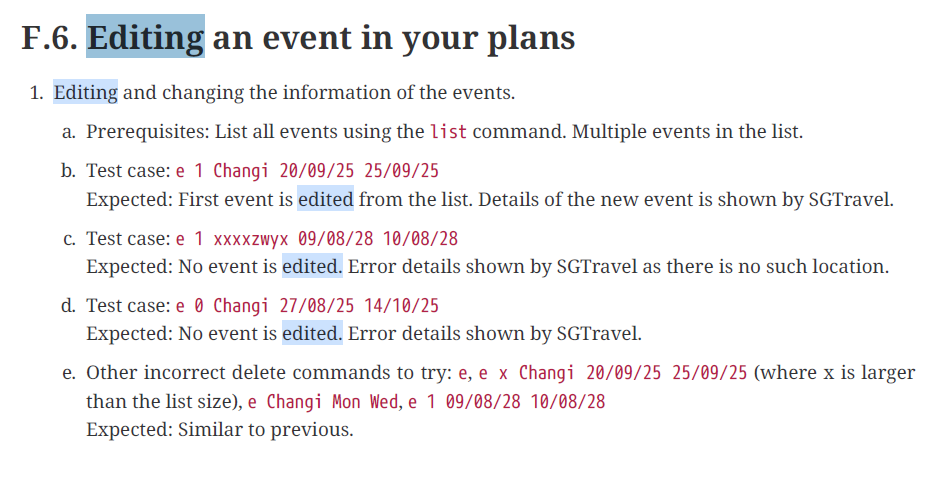 F.6. Editing an event in your plans
1. Editing and changing the information of the events.
a. Prerequisites: List all events using the list command. Multiple events in the list.
b. Test case: e 1 Changi 20/09/25 25/09/25
Expected: First event is edited from the list. Details of the new event is shown by SGTravel.
c. Test case: e 1 xxxxzwyx 09/08/28 10/08/28
Expected: No event is edited. Error details shown by SGTravel as there is no such location.
d. Test case: e 0 Changi 27/08/25 14/10/25
Expected: No event is edited. Error details shown by SGTravel.
e. Other incorrect delete commands to try: e, e x Changi 20/09/25 25/09/25 (where x is larger
than the list size), e Changi Mon Wed, e 1 09/08/28 10/08/28
Expected: Similar to previous.